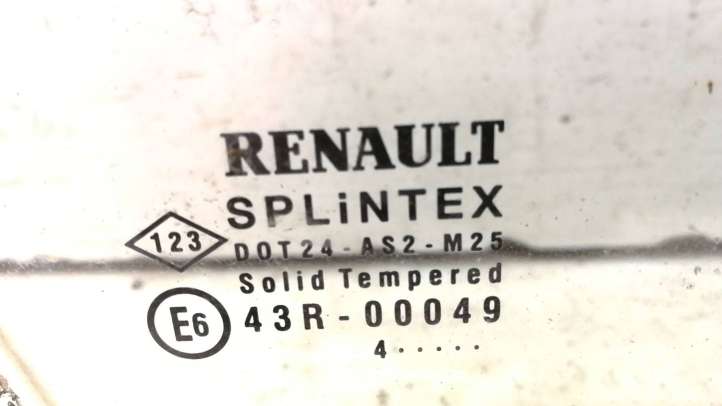 RENAULT
SPLiNTEX
123
DOT24-AS2-M25
Solid Tempered
E6 43R-00049
4·····